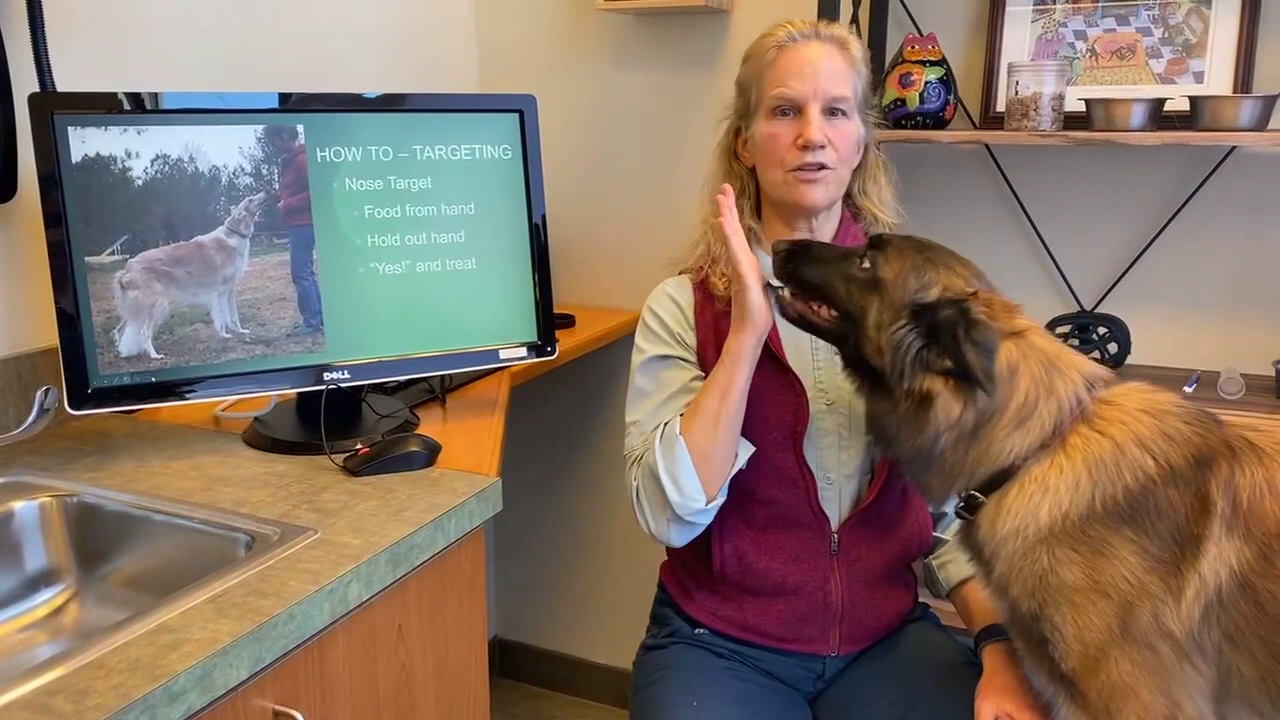 HOW TO – TARGETING
Nose Target
Food from hand
Hold out hand
“Yes!” and treat
DELL